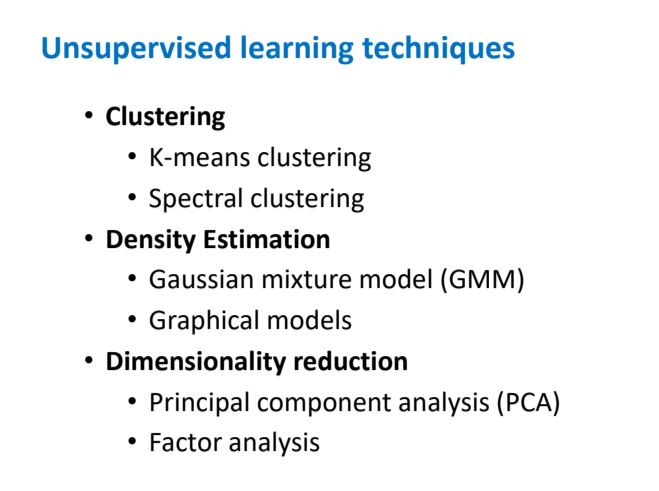 Unsupervised learning techniques
• Clustering
• K-means clustering
• Spectral clustering
• Density Estimation
• Gaussian mixture model (GMM)
• Graphical models
• Dimensionality reduction
• Principal component analysis (PCA)
• Factor analysis